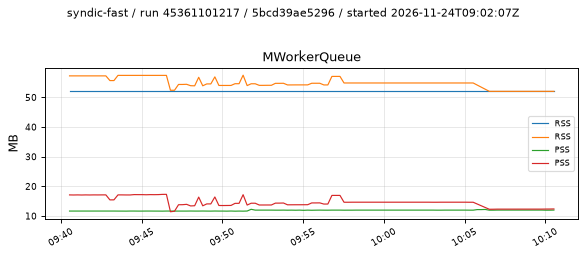 syndic-fast / run 45361101217 / 5bcd39ae5296 / started 2026-11-24T09:02:07Z
MWorkerQueue
MB
50
40
30
20
10
RSS
RSS
PSS
PSS
09:40
09:45
09:50
09:55
10:00
10:05
10:10